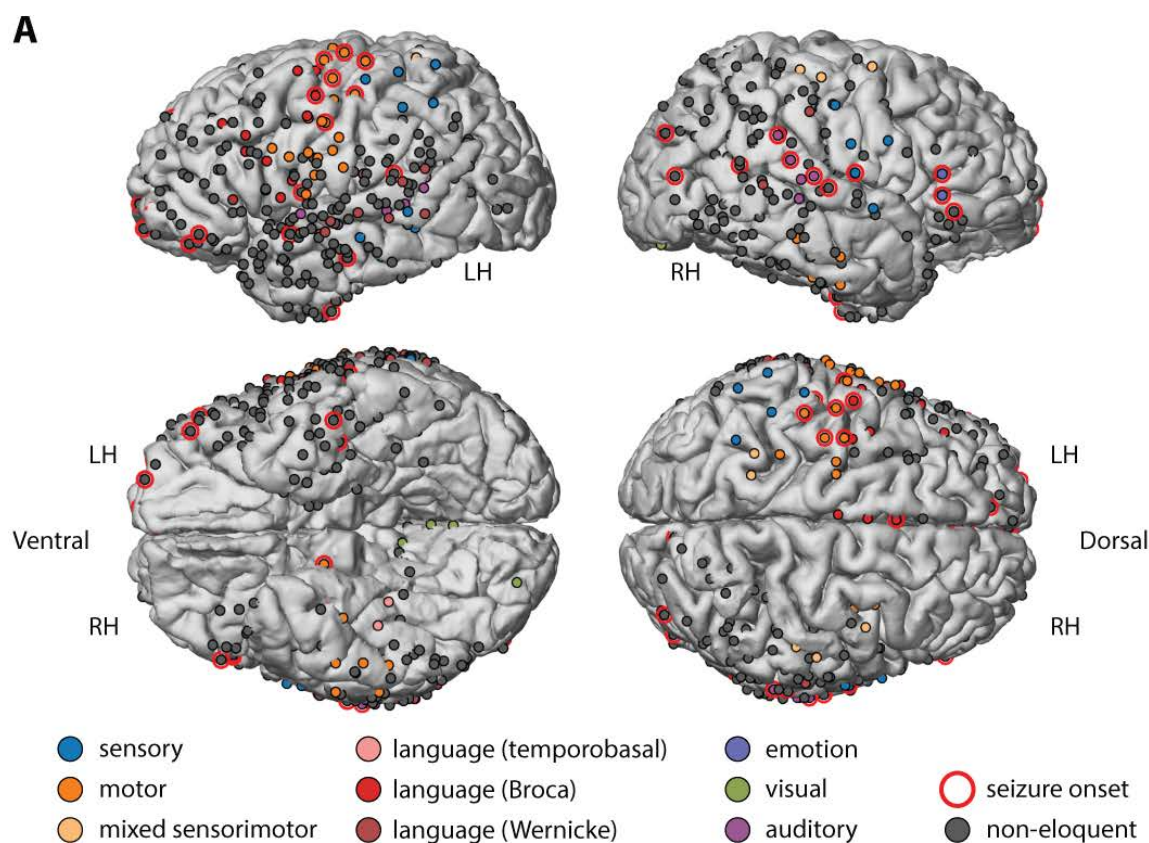 A
LH
RH
LH
LH
Ventral
Dorsal
RH
RH
sensory
language (temporobasal)
emotion
motor
language (Broca)
visual
seizure onset
mixed sensorimotor
language (Wernicke)
auditory
non-eloquent